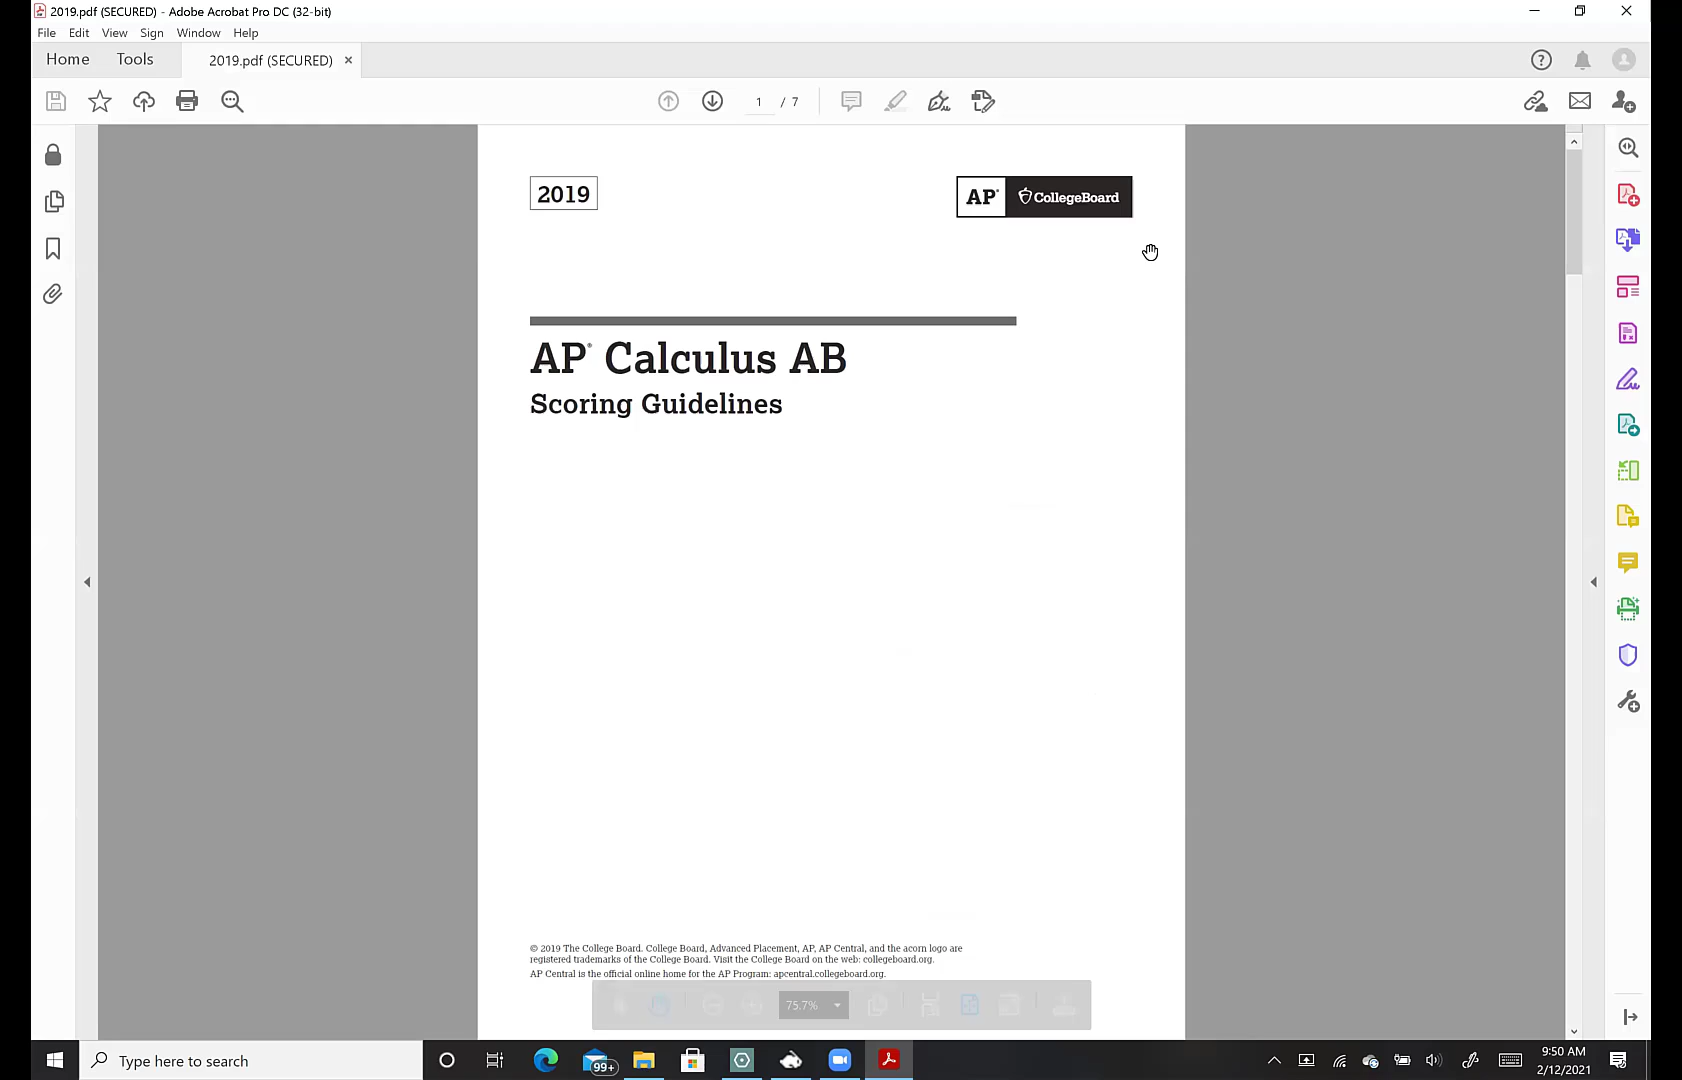 2019.pdf (SECURED) - Adobe Acrobat Pro DC (32-bit)
File Edit View Sign Window Help
Home Tools 2019.pdf (SECURED) ×
1 / 7
2019
AP® CollegeBoard
AP® Calculus AB
Scoring Guidelines
© 2019 The College Board. College Board, Advanced Placement, AP, AP Central, and the acorn logo are
registered trademarks of the College Board. Visit the College Board on the web: collegeboard.org.
AP Central is the official online home for the AP Program: apcentral.collegeboard.org.
75.7%
Type here to search
99+
9:50 AM
2/12/2021